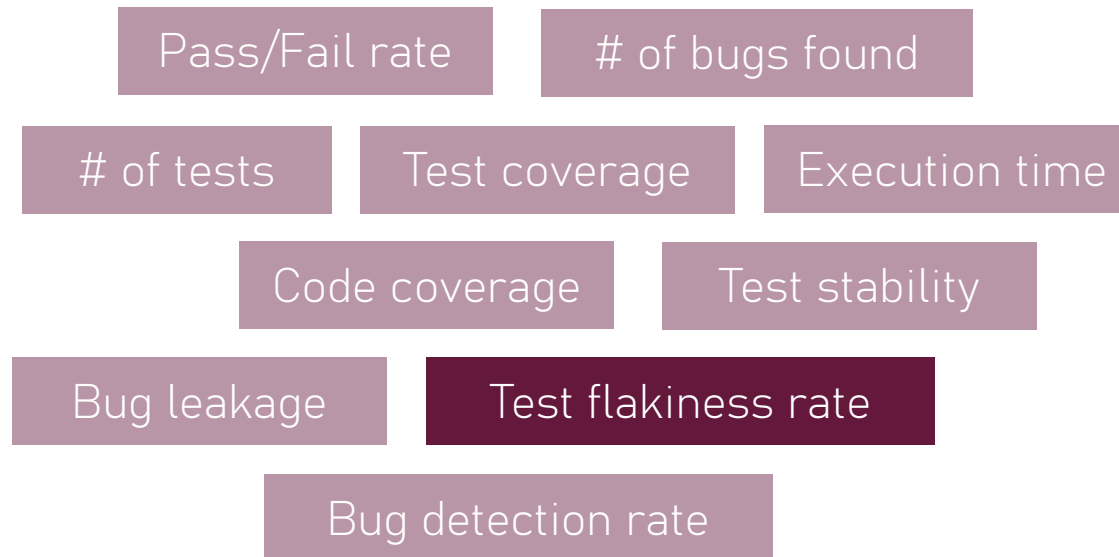 Pass/Fail rate
# of bugs found
# of tests
Test coverage
Execution time
Code coverage
Test stability
Bug leakage
Test flakiness rate
Bug detection rate